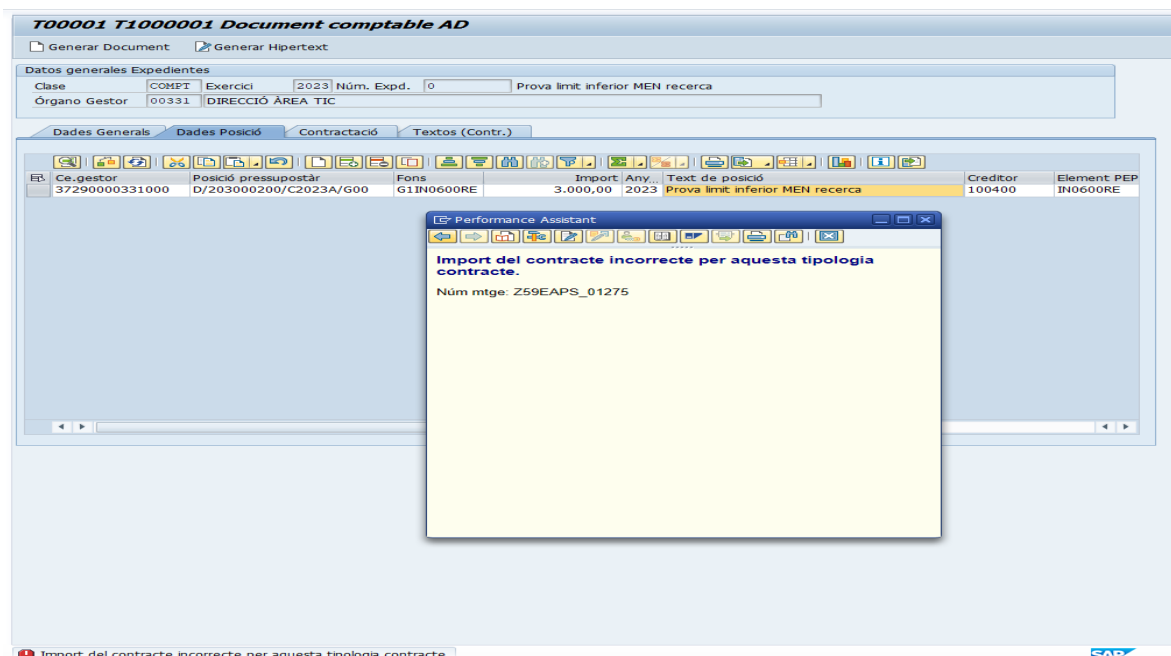 T00001 T1000001 Document comptable AD
Generar Document Generar Hipertext
Datos generales Expedientes
Clase COMPT Exercici 2023 Núm. Expd. 0 Prova limit inferior MEN recerca
Órgano Gestor 00331 DIRECCIÓ ÀREA TIC
Dades Generals Dades Posició Contractació Textos (Contr.)
Ce.gestor Posició pressupostàr Fons Import Any... Text de posició Creditor Element PEP
37290000331000 D/203000200/C2023A/G00 G1IN0600RE 3.000,00 2023 Prova limit inferior MEN recerca 100400 IN0600RE
Performance Assistant
Import del contracte incorrecte per aquesta tipologia
contracte.
Núm mtge: Z59EAPS_01275
Import del contracte incorrecte per aquesta tipologia contracte.
SAP